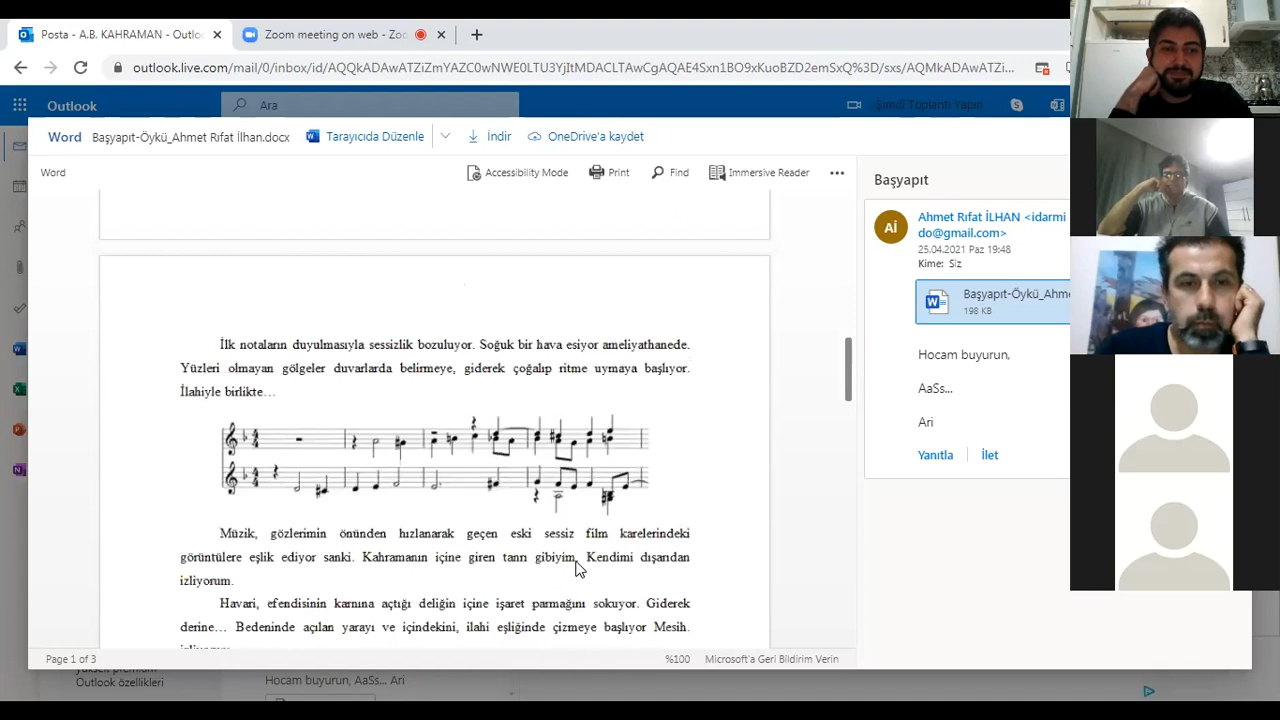 Posta - A.B. KAHRAMAN - Outlo
Zoom meeting on web - Zoo
outlook.live.com/mail/0/inbox/id/AQQkADAwATZiZmYAZC0wNWE0LTU3YjItMDACLTAwCgAQAE4Sxn1BO9xKuoBZD2emSxQ%3D/sxs/AQMkADAwATZi...
Outlook
Ara
Şimdi Toplantı Yapın
Word
Başyapıt-Öykü_Ahmet Rıfat İlhan.docx
Tarayıcıda Düzenle
İndir
OneDrive'a kaydet
Word
Accessibility Mode
Print
Find
Immersive Reader
Başyapıt
Aİ
Ahmet Rıfat İLHAN <idarmi
do@gmail.com>
25.04.2021 Paz 19:48
Kime: Siz
Başyapıt-Öykü_Ahme
198 KB
Hocam buyurun,
AaSs...
Ari
Yanıtla
İlet
İlk notaların duyulmasıyla sessizlik bozuluyor. Soğuk bir hava esiyor ameliyathanede.
Yüzleri olmayan gölgeler duvarlarda belirmeye, giderek çoğalıp ritme uymaya başlıyor.
İlahiyle birlikte…
Müzik, gözlerimin önünden hızlanarak geçen eski sessiz film karelerindeki
görüntülere eşlik ediyor sanki. Kahramanın içine giren tanrı gibiyim. Kendimi dışarıdan
izliyorum.
Havari, efendisinin karnına açtığı deliğin içine işaret parmağını sokuyor. Giderek
derine… Bedeninde açılan yarayı ve içindekini, ilahi eşliğinde çizmeye başlıyor Mesih.
Page 1 of 3
%100
Microsoft'a Geri Bildirim Verin
Outlook özellikleri
Hocam buyurun, AaSs... Ari